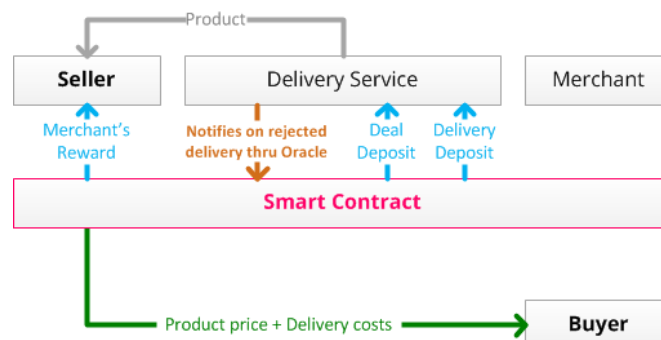 Product
Seller
Delivery Service
Merchant
Merchant's
Reward
Notifies on rejected
delivery thru Oracle
Deal
Deposit
Delivery
Deposit
Smart Contract
Product price + Delivery costs
Buyer